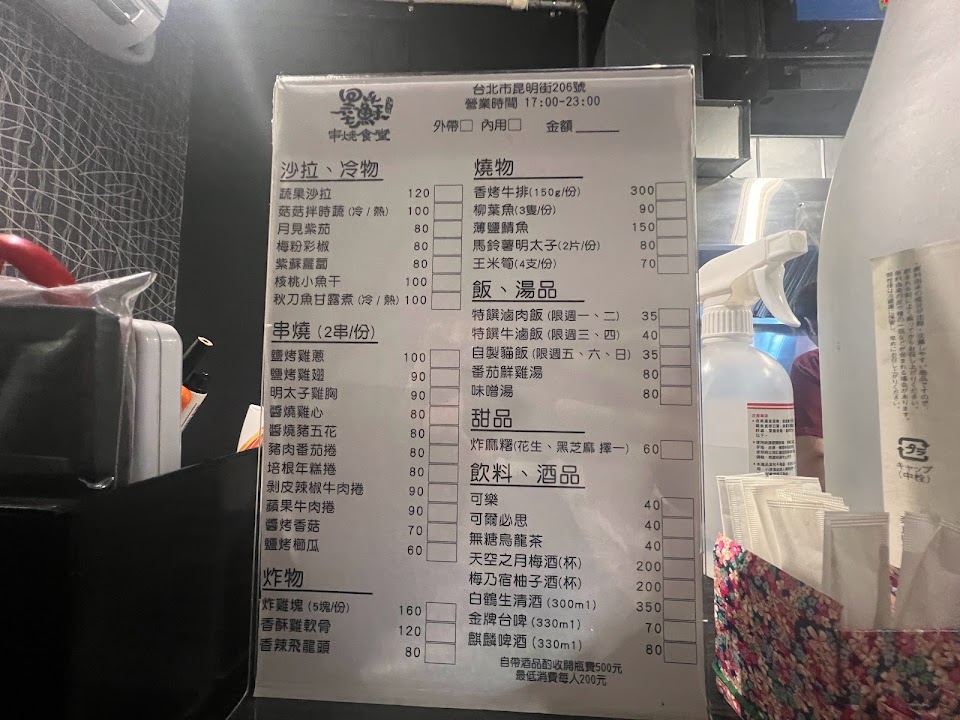 串燒食堂
台北市昆明街206號
營業時間 17:00-23:00
外帶□ 內用□ 金額
沙拉、冷物
蔬果沙拉 120
菇菇拌時蔬(冷/熱) 100
月見紫茄 80
梅粉彩椒 80
紫蘇蘿蔔 80
核桃小魚干 100
秋刀魚甘露煮(冷/熱) 100
串燒(2串/份)
鹽烤雞蔥 100
鹽烤雞翅 90
明太子雞胸 90
醬燒雞心 80
醬燒豬五花 80
豬肉番茄捲 80
培根年糕捲 80
剝皮辣椒牛肉捲 90
蘋果牛肉捲 90
醬烤香菇 70
鹽烤櫛瓜 60
炸物
炸雞塊(5塊/份) 160
香酥雞軟骨 120
香辣飛龍頭 80
燒物
香烤牛排(150g/份) 300
柳葉魚(3隻/份) 90
薄鹽鯖魚 150
馬鈴薯明太子(2片/份) 80
玉米筍(4支/份) 70
飯、湯品
特饌滷肉飯(限週一、二) 35
特饌牛滷飯(限週三、四) 40
自製貓飯(限週五、六、日) 35
番茄鮮雞湯 80
味噌湯 80
甜品
炸麻糬(花生、黑芝麻 擇一) 60
飲料、酒品
可樂 40
可爾必思 40
無糖烏龍茶 40
天空之月梅酒(杯) 200
梅乃宿柚子酒(杯) 200
白鶴生清酒(300ml) 350
金牌台啤(330ml) 70
麒麟啤酒(330ml) 80
自帶酒品酌收開瓶費500元
最低消費每人200元
プラ
キャップ
(中栓)